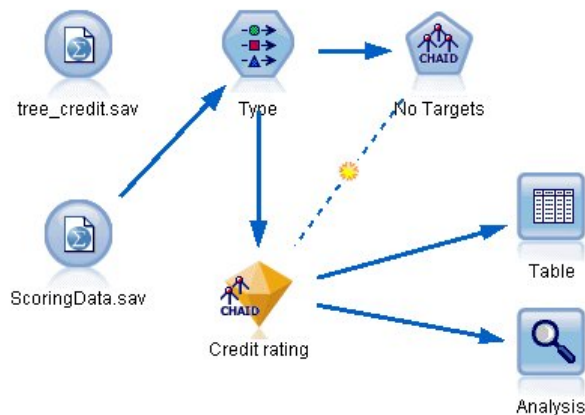 tree_credit.sav
Type
CHAID
No Targets
ScoringData.sav
CHAID
Credit rating
Table
Analysis